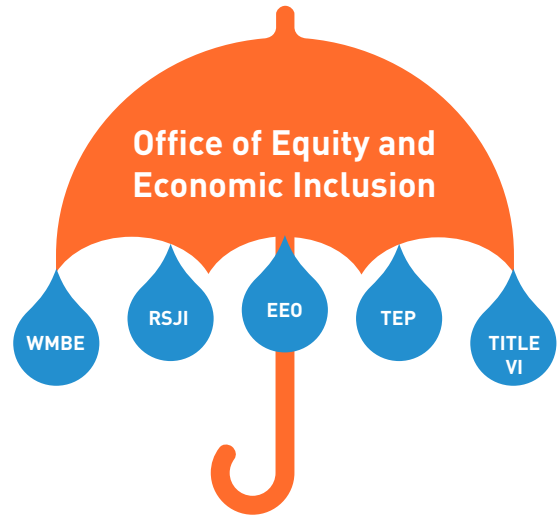 Office of Equity and
Economic Inclusion
WMBE
RSJI
EEO
TEP
TITLE
VI